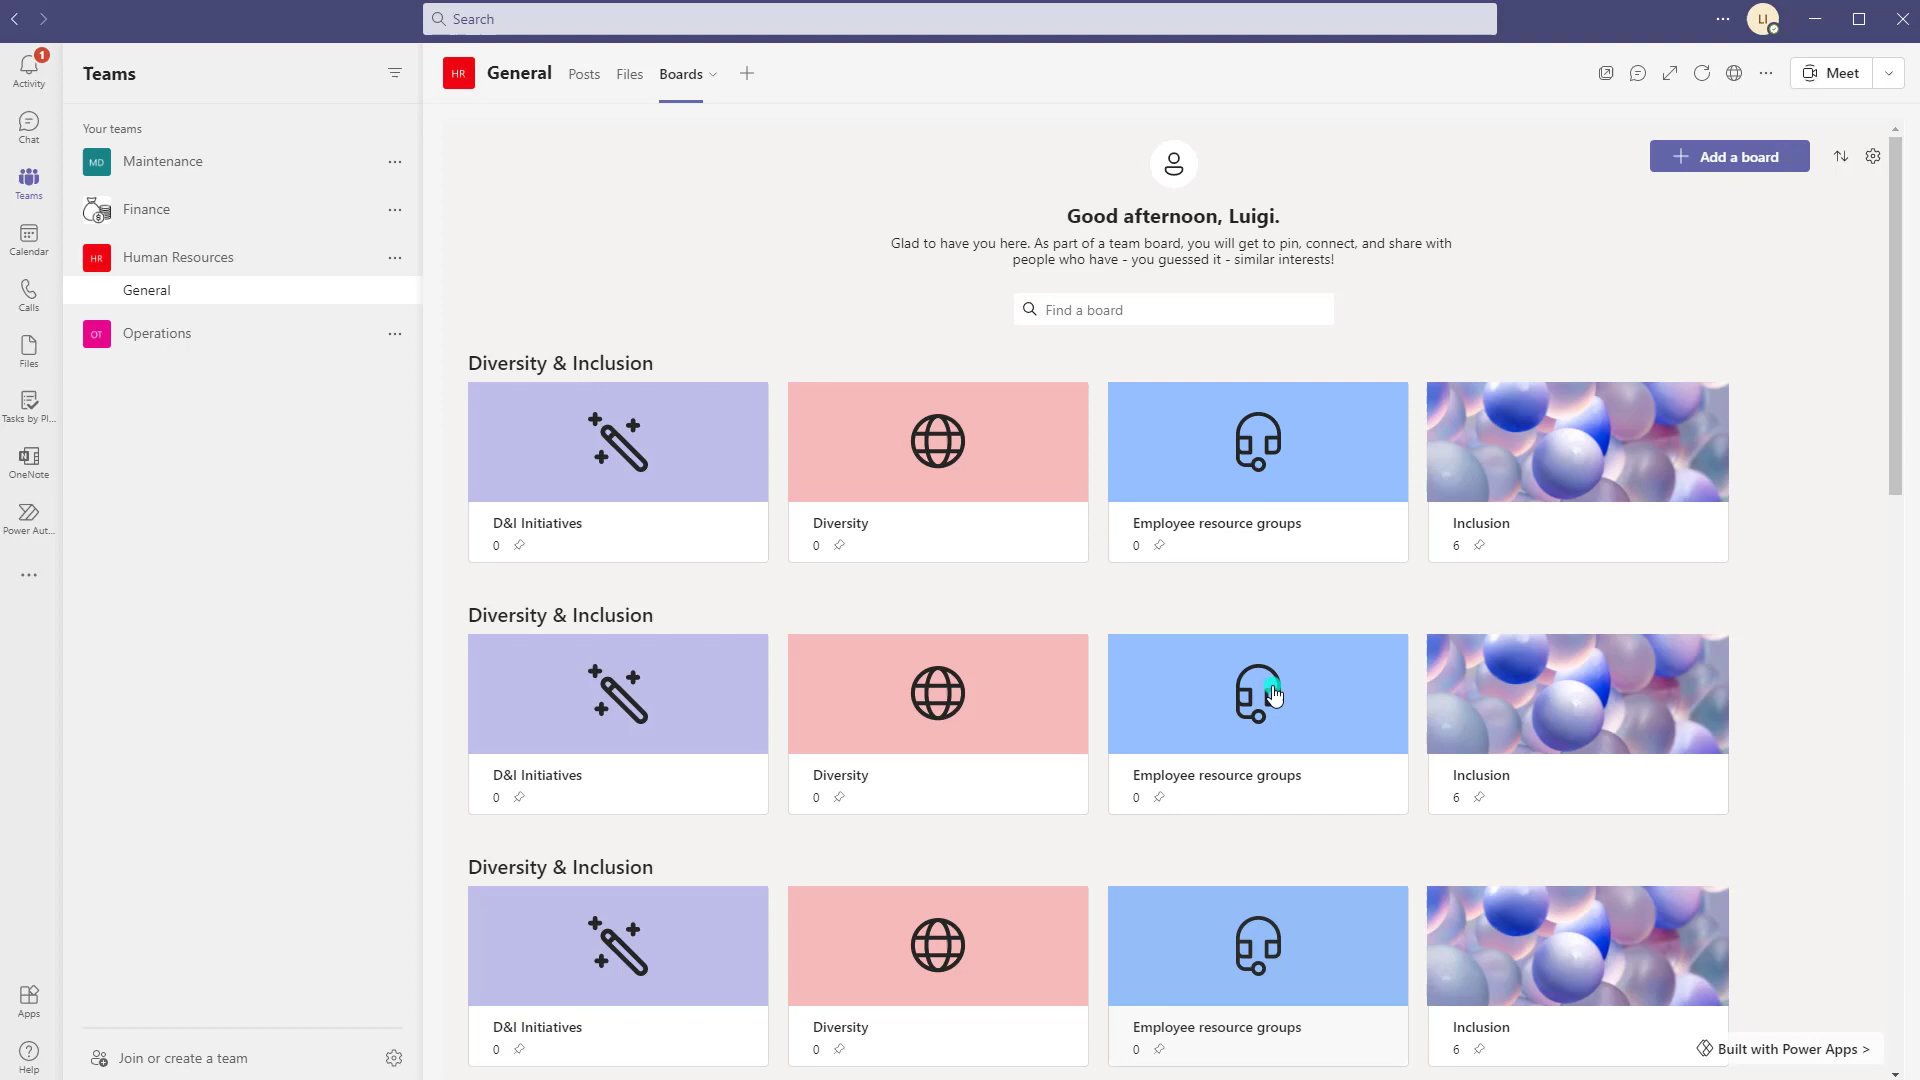 Search
LI
1
Activity
Chat
Teams
Calendar
Calls
Files
Tasks by Pl...
OneNote
Power Aut...
Apps
Help
Teams
Your teams
MD Maintenance
Finance
HR Human Resources
General
OT Operations
Join or create a team
HR General Posts Files Boards
Meet
Add a board
Good afternoon, Luigi.
Glad to have you here. As part of a team board, you will get to pin, connect, and share with
people who have - you guessed it - similar interests!
Find a board
Diversity & Inclusion
D&I Initiatives
0
Diversity
0
Employee resource groups
0
Inclusion
6
Diversity & Inclusion
D&I Initiatives
0
Diversity
0
Employee resource groups
0
Inclusion
6
Diversity & Inclusion
D&I Initiatives
0
Diversity
0
Employee resource groups
0
Inclusion
6
Built with Power Apps >